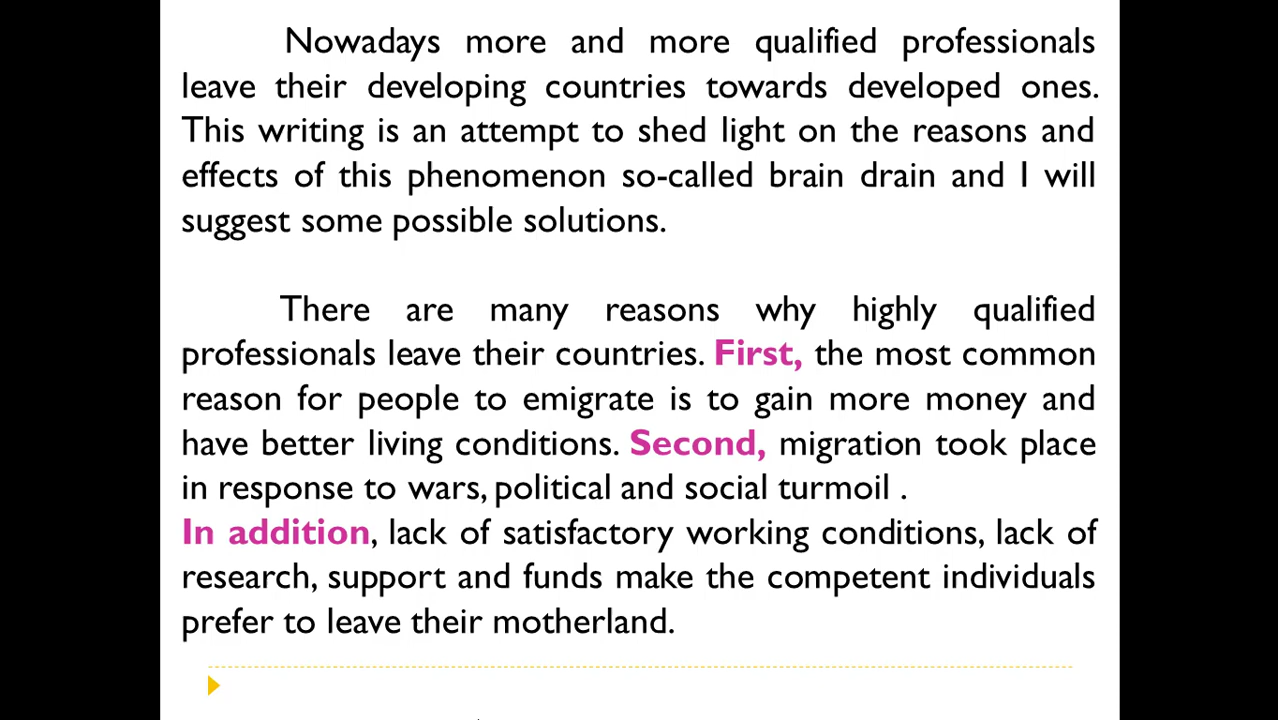 Nowadays more and more qualified professionals
leave their developing countries towards developed ones.
This writing is an attempt to shed light on the reasons and
effects of this phenomenon so-called brain drain and I will
suggest some possible solutions.
There are many reasons why highly qualified
professionals leave their countries. First, the most common
reason for people to emigrate is to gain more money and
have better living conditions. Second, migration took place
in response to wars, political and social turmoil .
In addition, lack of satisfactory working conditions, lack of
research, support and funds make the competent individuals
prefer to leave their motherland.